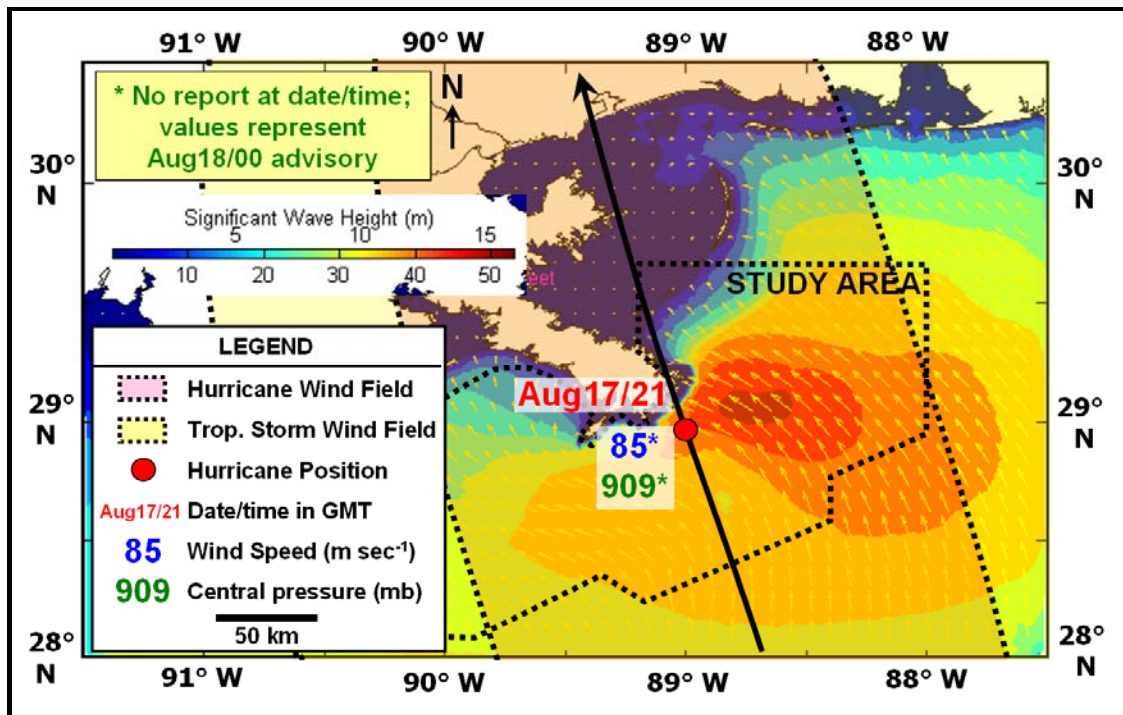 91° W 90° W 89° W 88° W
* No report at date/time;
values represent
Aug18/00 advisory
N
30°
N
30°
N
Significant Wave Height (m)
5 10 15
10 20 30 40 50 eet
STUDY AREA
LEGEND
Hurricane Wind Field
Trop. Storm Wind Field
Hurricane Position
Aug17/21 Date/time in GMT
85 Wind Speed (m sec-1)
909 Central pressure (mb)
50 km
Aug17/21
85*
909*
29°
N
29°
N
28°
N
28°
N
91° W 90° W 89° W 88° W